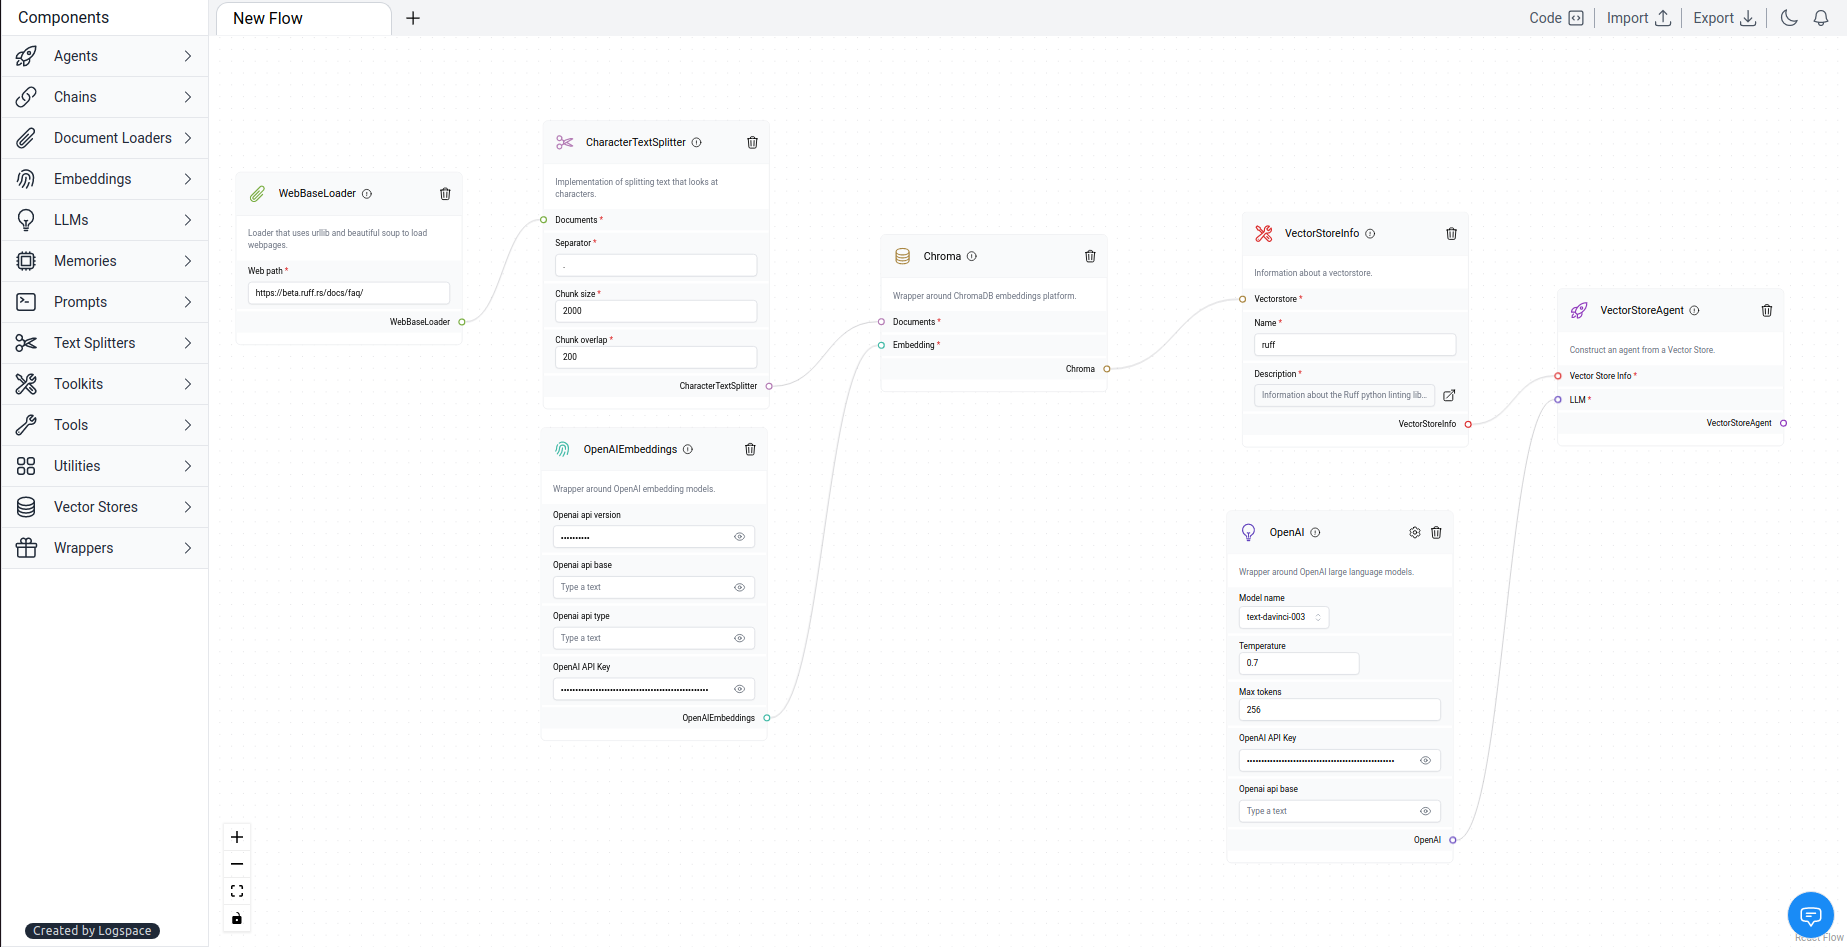 Components
New Flow
Code
Import
Export
Agents
Chains
Document Loaders
Embeddings
LLMs
Memories
Prompts
Text Splitters
Toolkits
Tools
Utilities
Vector Stores
Wrappers
Created by Logspace
WebBaseLoader
Loader that uses urllib and beautiful soup to load
webpages.
Web path *
https://beta.ruff.rs/docs/faq/
WebBaseLoader
CharacterTextSplitter
Implementation of splitting text that looks at
characters.
Documents *
Separator *
.
Chunk size *
2000
Chunk overlap *
200
CharacterTextSplitter
OpenAIEmbeddings
Wrapper around OpenAI embedding models.
Openai api version
Openai api base
Type a text
Openai api type
Type a text
OpenAI API Key
OpenAIEmbeddings
Chroma
Wrapper around ChromaDB embeddings platform.
Documents *
Embedding *
Chroma
VectorStoreInfo
Information about a vectorstore.
Vectorstore *
Name *
ruff
Description *
Information about the Ruff python linting lib...
VectorStoreInfo
OpenAI
Wrapper around OpenAI large language models.
Model name
text-davinci-003
Temperature
0.7
Max tokens
256
OpenAI API Key
Openai api base
Type a text
OpenAI
VectorStoreAgent
Construct an agent from a Vector Store.
Vector Store Info *
LLM *
VectorStoreAgent
React Flow